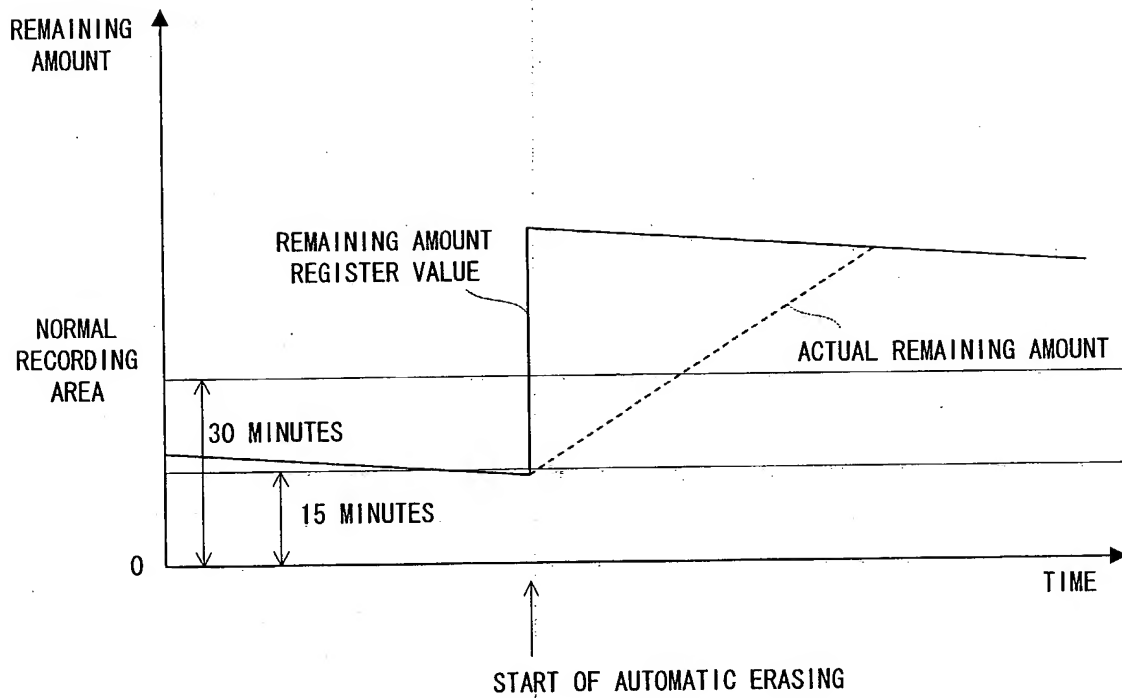 REMAINING
AMOUNT
REMAINING AMOUNT
REGISTER VALUE
NORMAL
RECORDING
AREA
ACTUAL REMAINING AMOUNT
30 MINUTES
15 MINUTES
0
TIME
START OF AUTOMATIC ERASING